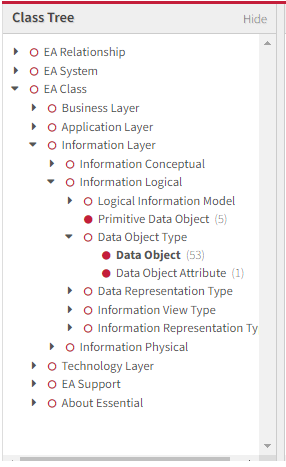 Class Tree
Hide
EA Relationship
EA System
EA Class
Business Layer
Application Layer
Information Layer
Information Conceptual
Information Logical
Logical Information Model
Primitive Data Object (5)
Data Object Type
Data Object (53)
Data Object Attribute (1)
Data Representation Type
Information View Type
Information Representation Ty
Information Physical
Technology Layer
EA Support
About Essential